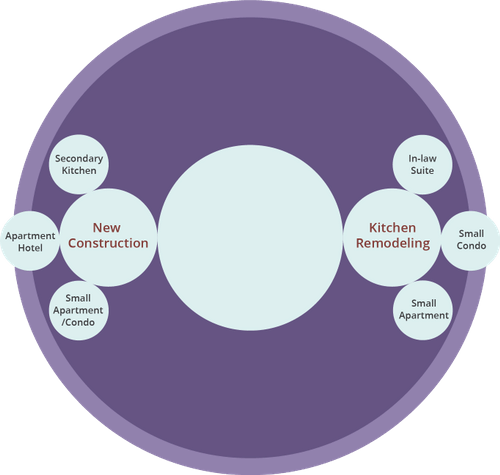 Secondary
Kitchen
New
Construction
Apartment
Hotel
Small
Apartment
/Condo
In-law
Suite
Kitchen
Remodeling
Small
Condo
Small
Apartment